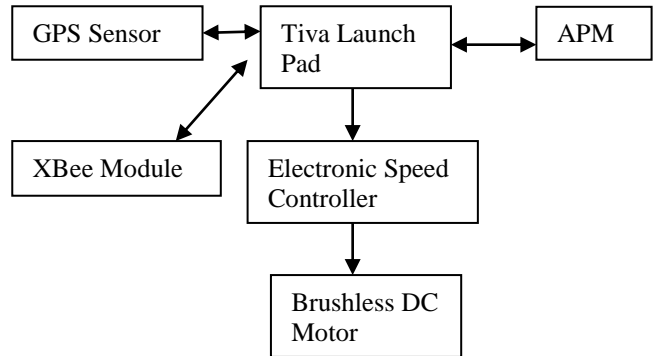 GPS Sensor
Tiva Launch
Pad
APM
XBee Module
Electronic Speed
Controller
Brushless DC
Motor